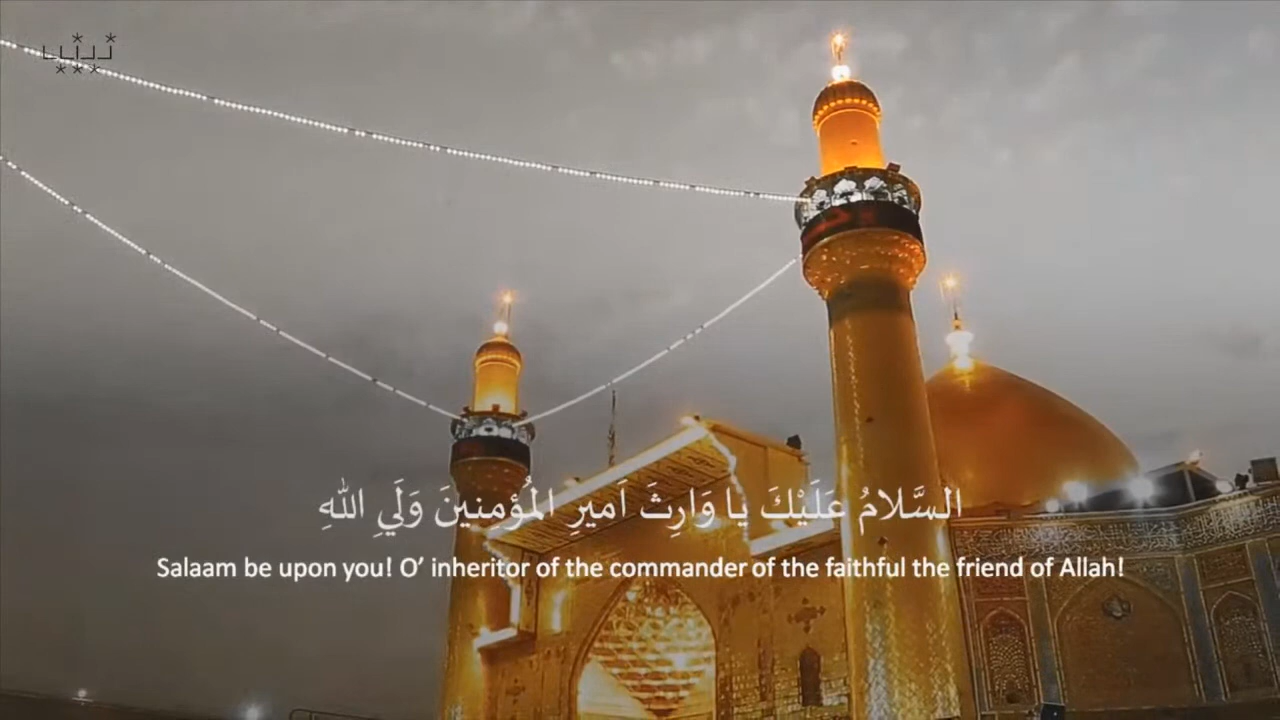 السَّلامُ عَلَيْكَ يا وَارِثَ اَميرِ المُؤْمِنينَ وَلَيِ اللهِ
Salaam be upon you! O’ inheritor of the commander of the faithful the friend of Allah!